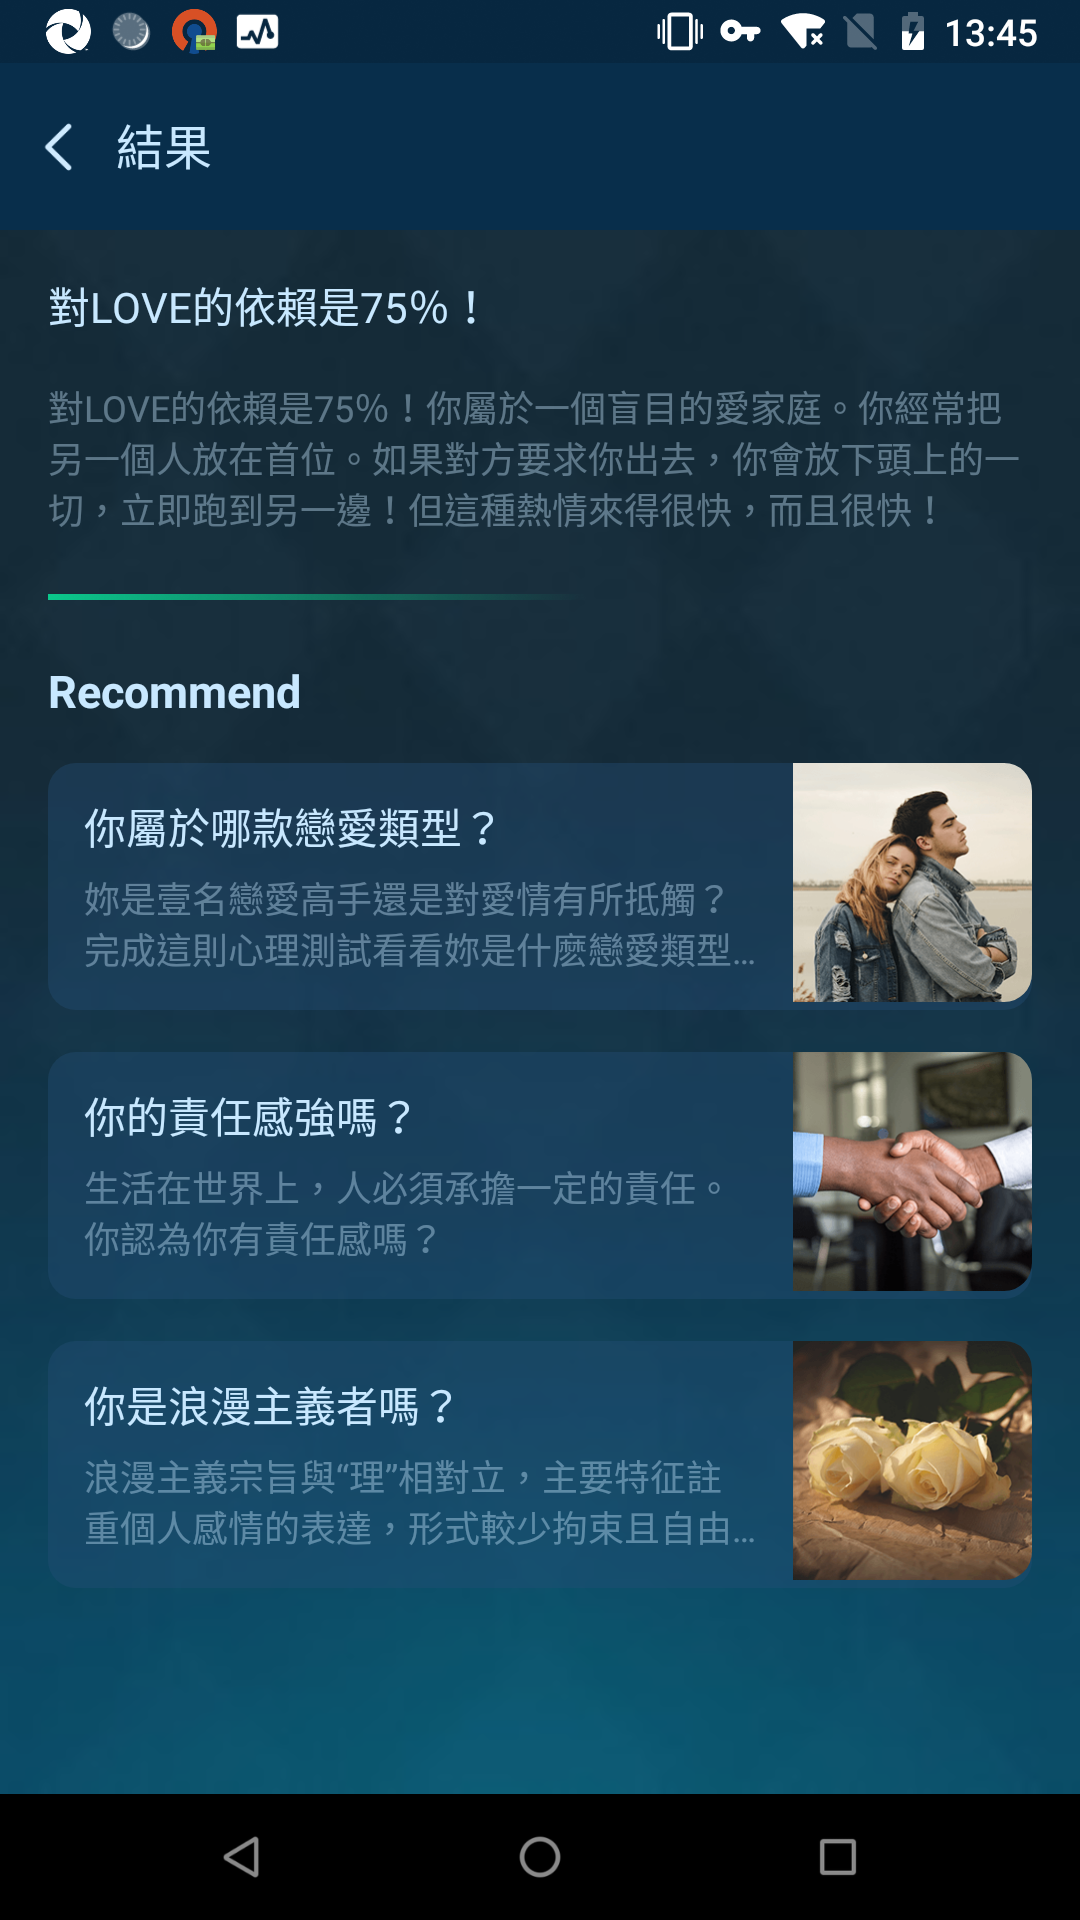 13:45
結果
對LOVE的依賴是75%！
對LOVE的依賴是75%！你屬於一個盲目的愛家庭。你經常把
另一個人放在首位。如果對方要求你出去，你會放下頭上的一
切，立即跑到另一邊！但這種熱情來得很快，而且很快！
Recommend
你屬於哪款戀愛類型？
妳是壹名戀愛高手還是對愛情有所抵觸？
完成這則心理測試看看妳是什麽戀愛類型...
你的責任感強嗎？
生活在世界上，人必須承擔一定的責任。
你認為你有責任感嗎？
你是浪漫主義者嗎？
浪漫主義宗旨與“理”相對立，主要特征註
重個人感情的表達，形式較少拘束且自由...